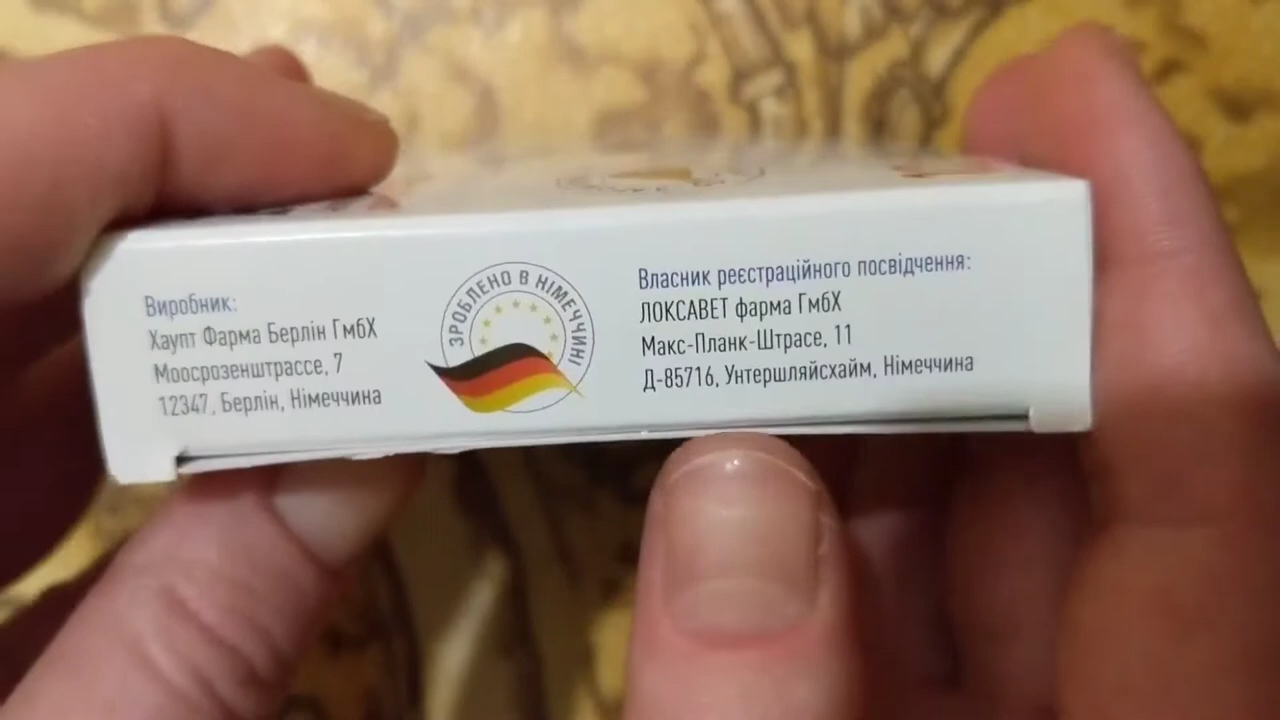 Виробник:
Хаупт Фарма Берлін ГмбХ
Моосрозенштрассе, 7
12347, Берлін, Німеччина
ЗРОБЛЕНО В НІМЕЧЧИНІ
Власник реєстраційного посвідчення:
ЛОКСАВЕТ фарма ГмбХ
Макс-Планк-Штрасе, 11
Д-85716, Унтершляйсхайм, Німеччина